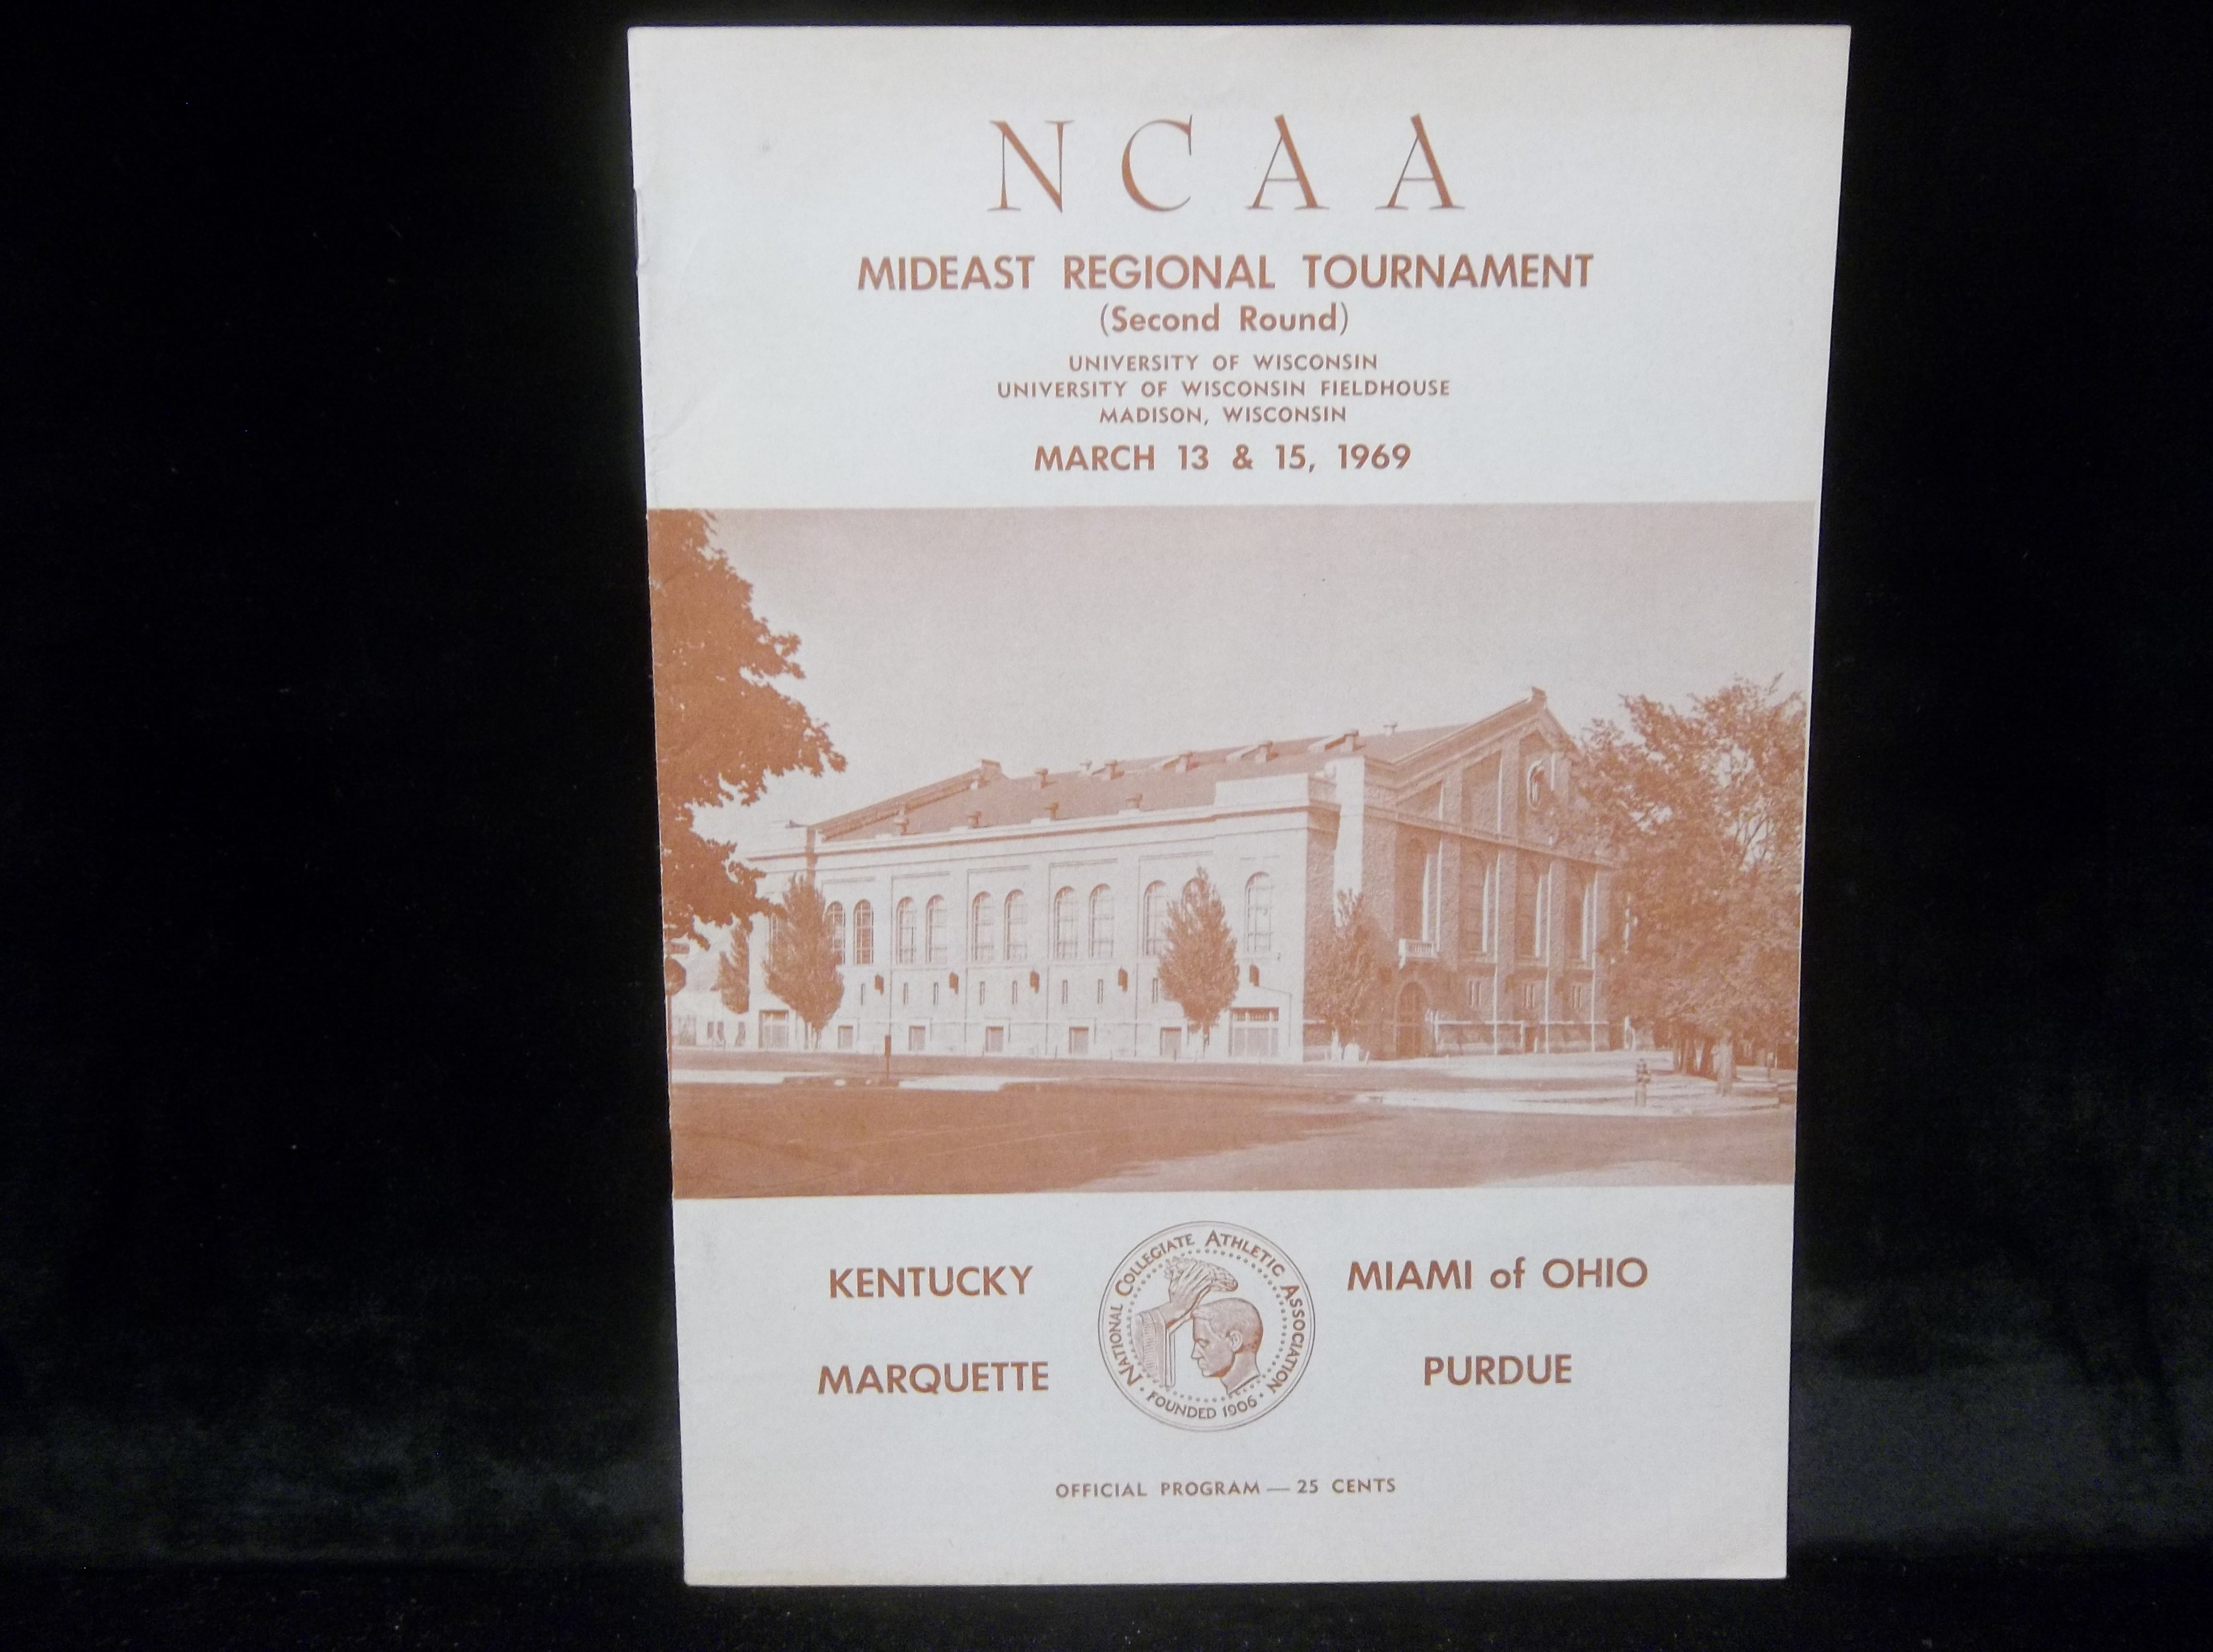 NCAA
MIDEAST REGIONAL TOURNAMENT
(Second Round)
UNIVERSITY OF WISCONSIN
UNIVERSITY OF WISCONSIN FIELDHOUSE
MADISON, WISCONSIN
MARCH 13 & 15, 1969
KENTUCKY
MIAMI of OHIO
MARQUETTE
PURDUE
NATIONAL COLLEGIATE ATHLETIC ASSOCIATION
· FOUNDED 1906 ·
OFFICIAL PROGRAM — 25 CENTS